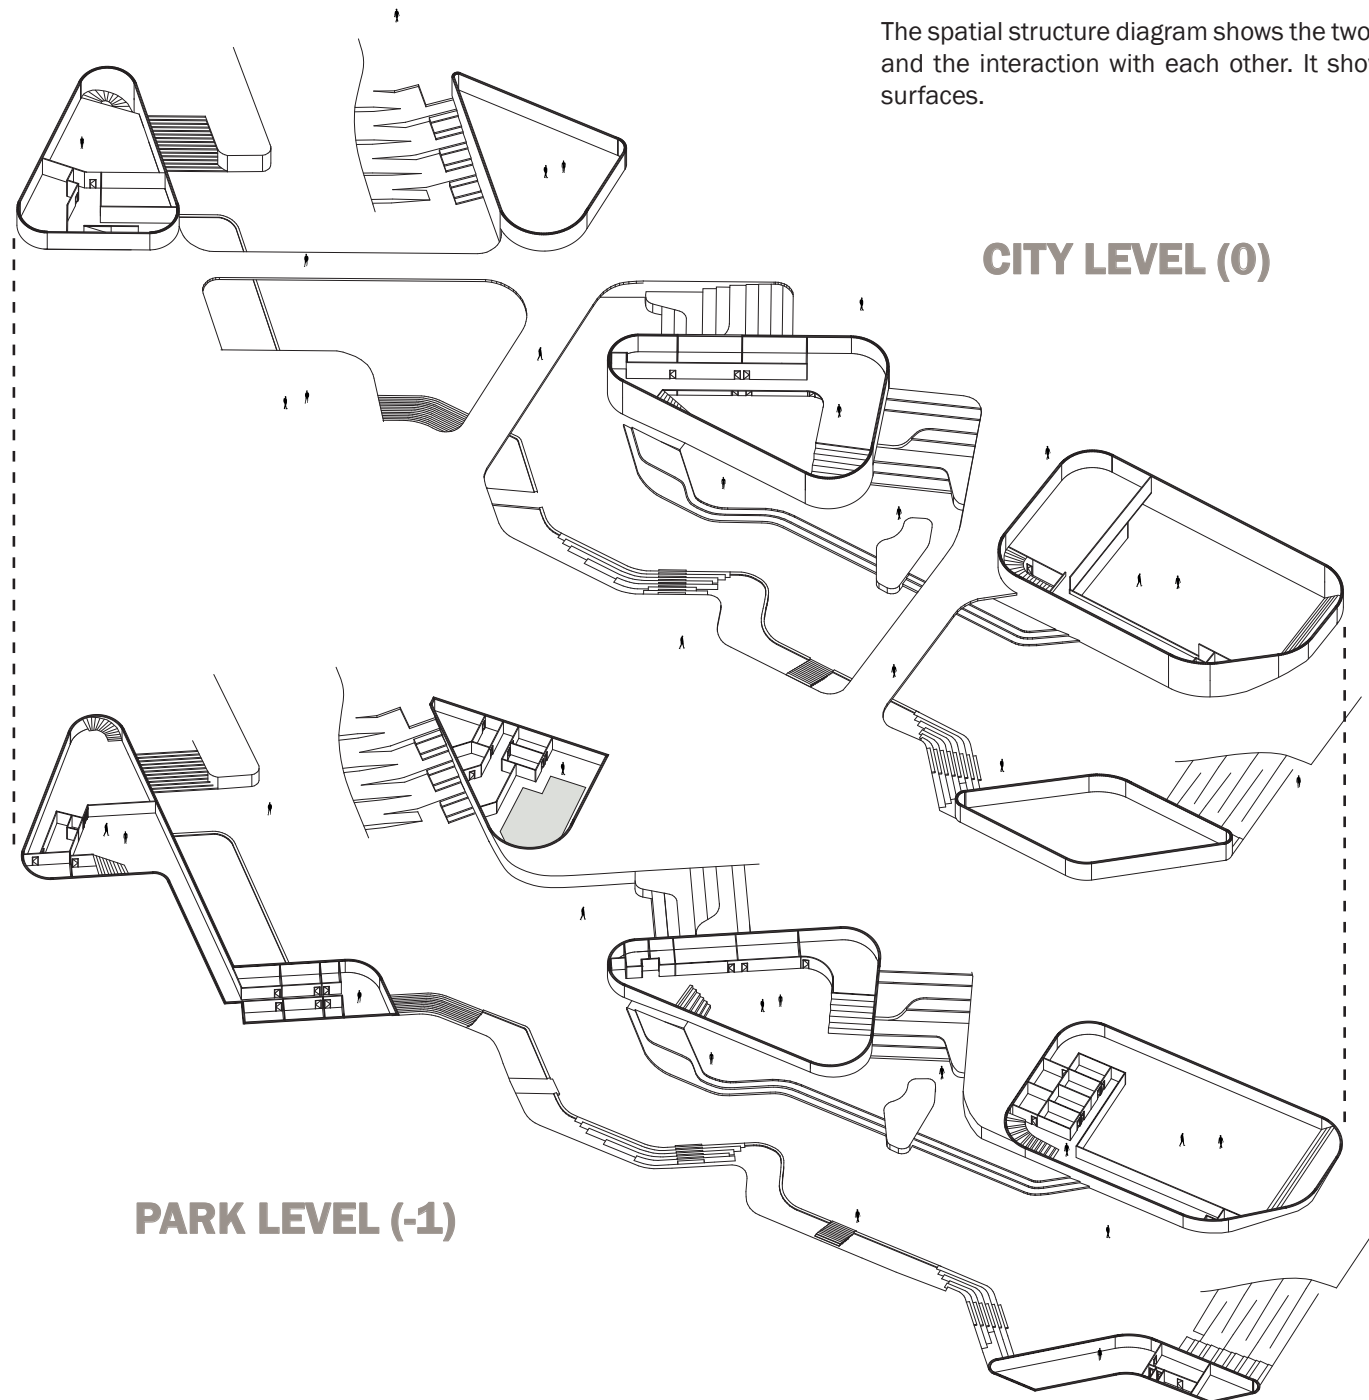 The spatial structure diagram shows the two
and the interaction with each other. It
surfaces.
CITY LEVEL (0)
PARK LEVEL (-1)